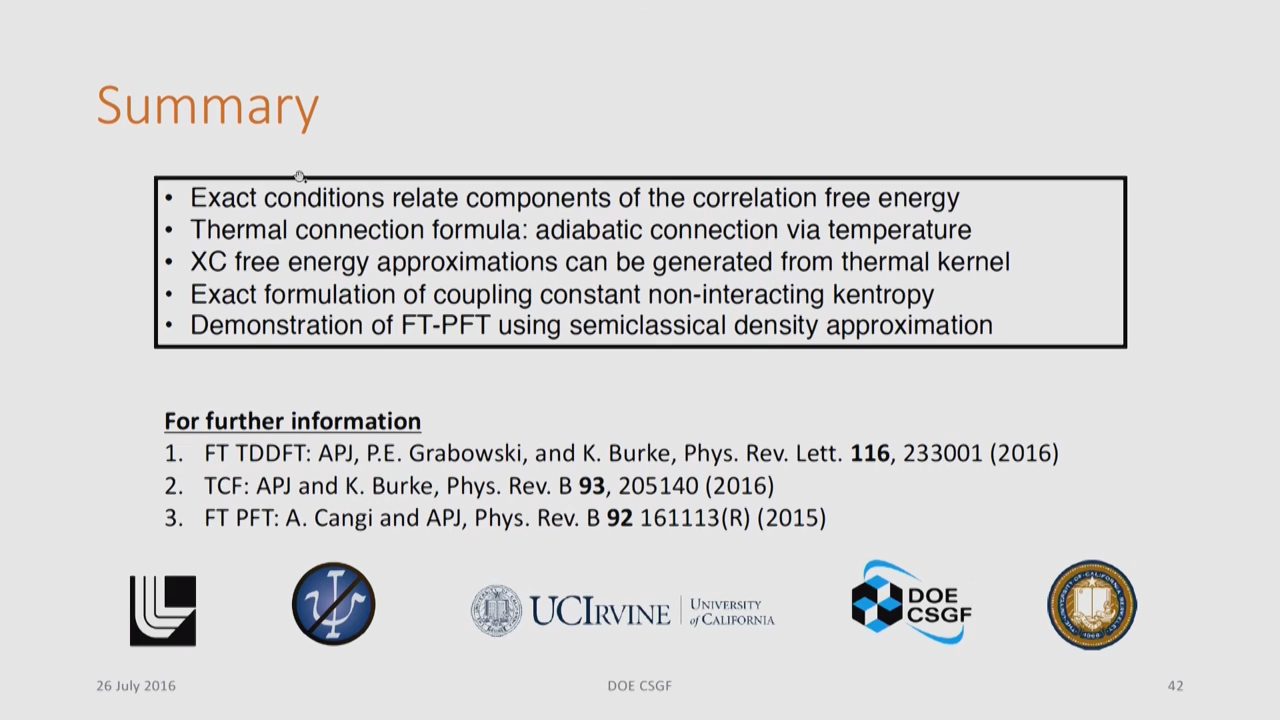 Summary
• Exact conditions relate components of the correlation free energy
• Thermal connection formula: adiabatic connection via temperature
• XC free energy approximations can be generated from thermal kernel
• Exact formulation of coupling constant non-interacting kentropy
• Demonstration of FT-PFT using semiclassical density approximation
For further information
1. FT TDDFT: APJ, P.E. Grabowski, and K. Burke, Phys. Rev. Lett. 116, 233001 (2016)
2. TCF: APJ and K. Burke, Phys. Rev. B 93, 205140 (2016)
3. FT PFT: A. Cangi and APJ, Phys. Rev. B 92 161113(R) (2015)
UCIRVINE UNIVERSITY of CALIFORNIA
DOE CSGF
26 July 2016 DOE CSGF 42